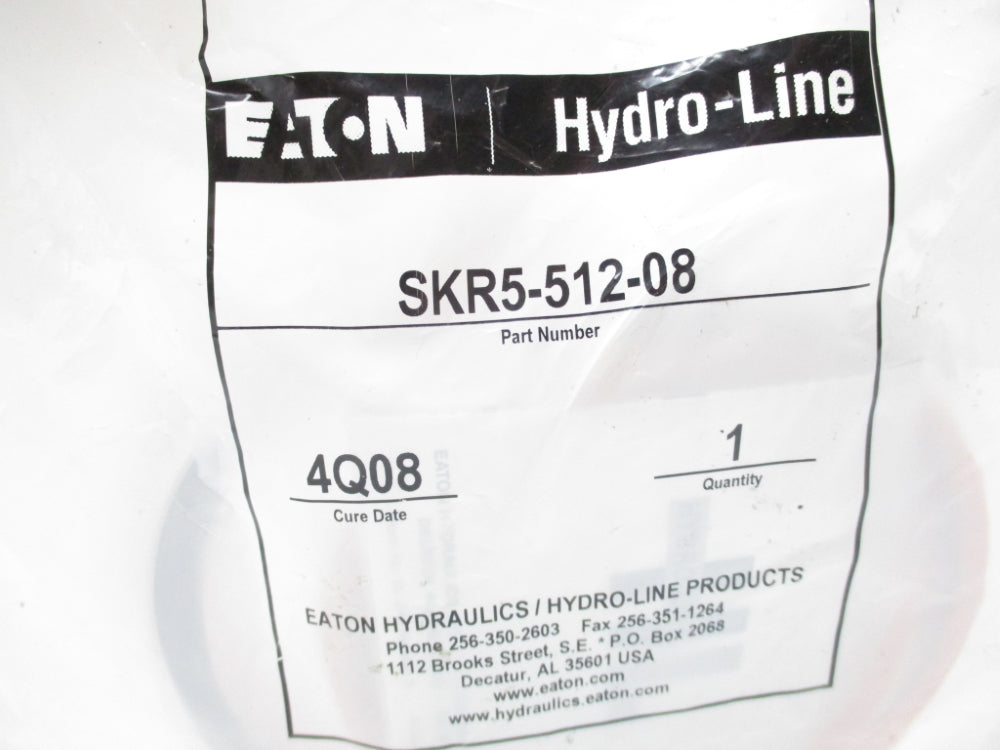 EATON | Hydro-Line
SKR5-512-08
Part Number
4Q08
Cure Date
1
Quantity
EATON HYDRAULICS / HYDRO-LINE PRODUCTS
Phone 256-350-2603 Fax 256-351-1264
1112 Brooks Street, S.E. * P.O. Box 2068
Decatur, AL 35601 USA
www.eaton.com
www.hydraulics.eaton.com